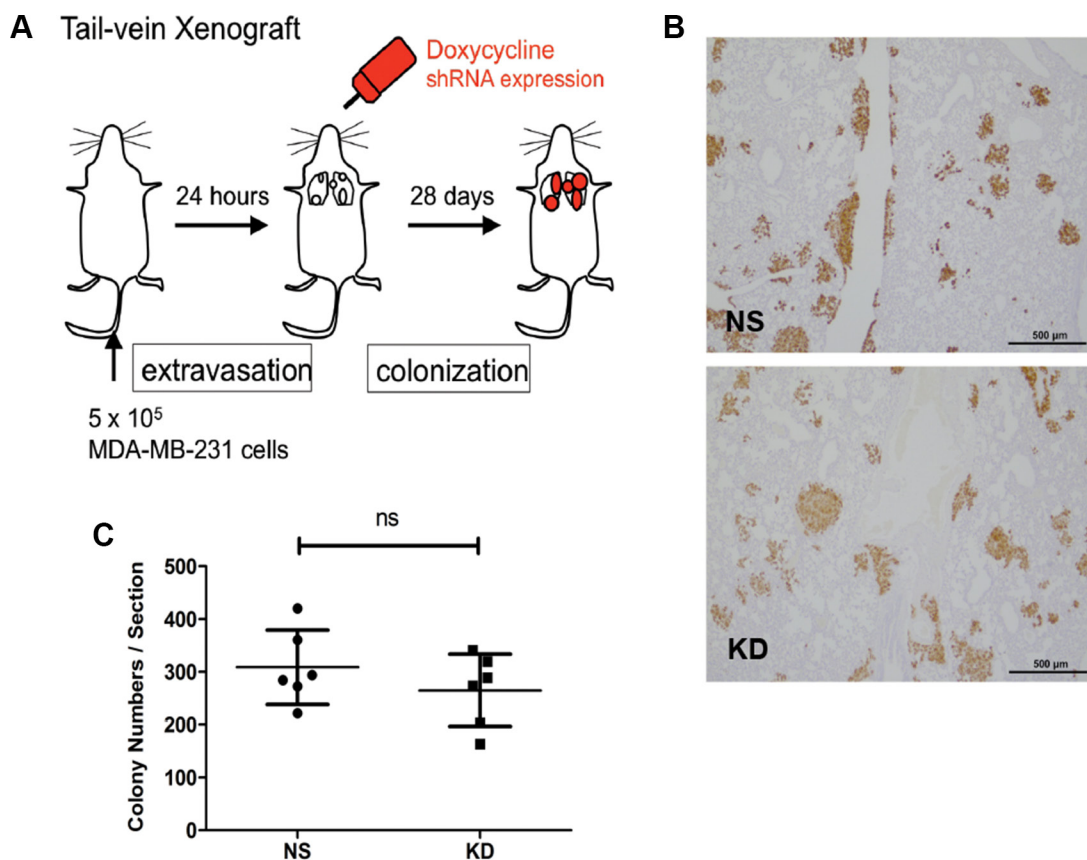 A Tail-vein Xenograft
Doxycycline
shRNA expression
24 hours
28 days
extravasation
colonization
5 x 10⁵
MDA-MB-231 cells
B
NS
500 µm
KD
500 µm
C
ns
Colony Numbers / Section
500
400
300
200
100
0
NS KD